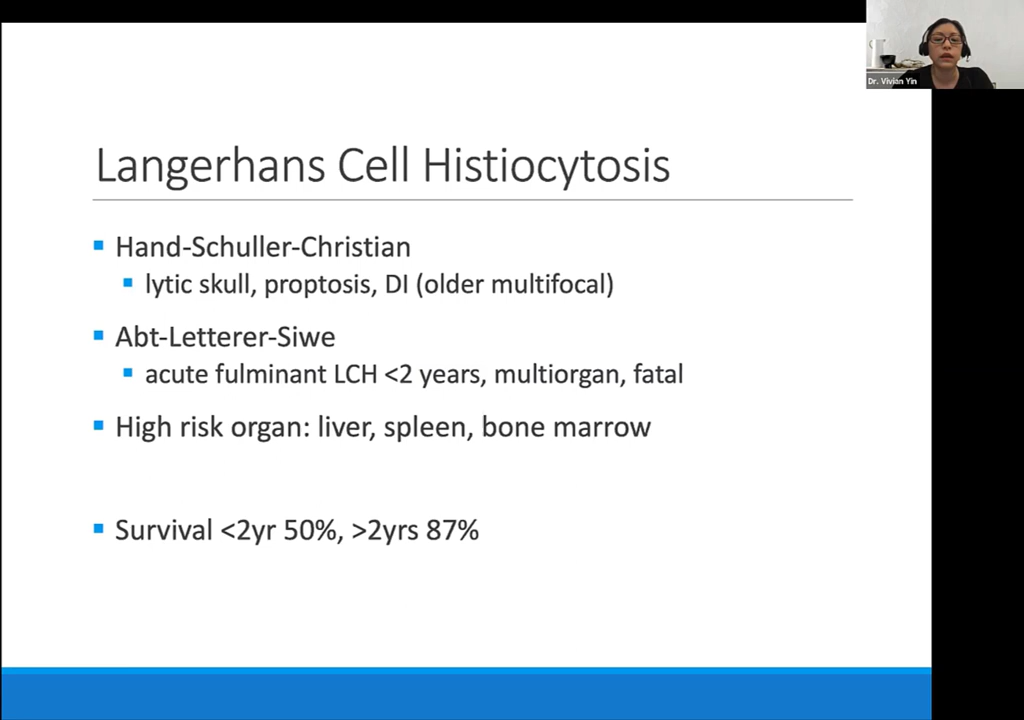 Dr. Vivian Yin
Langerhans Cell Histiocytosis
Hand-Schuller-Christian
lytic skull, proptosis, DI (older multifocal)
Abt-Letterer-Siwe
acute fulminant LCH <2 years, multiorgan, fatal
High risk organ: liver, spleen, bone marrow
Survival <2yr 50%, >2yrs 87%